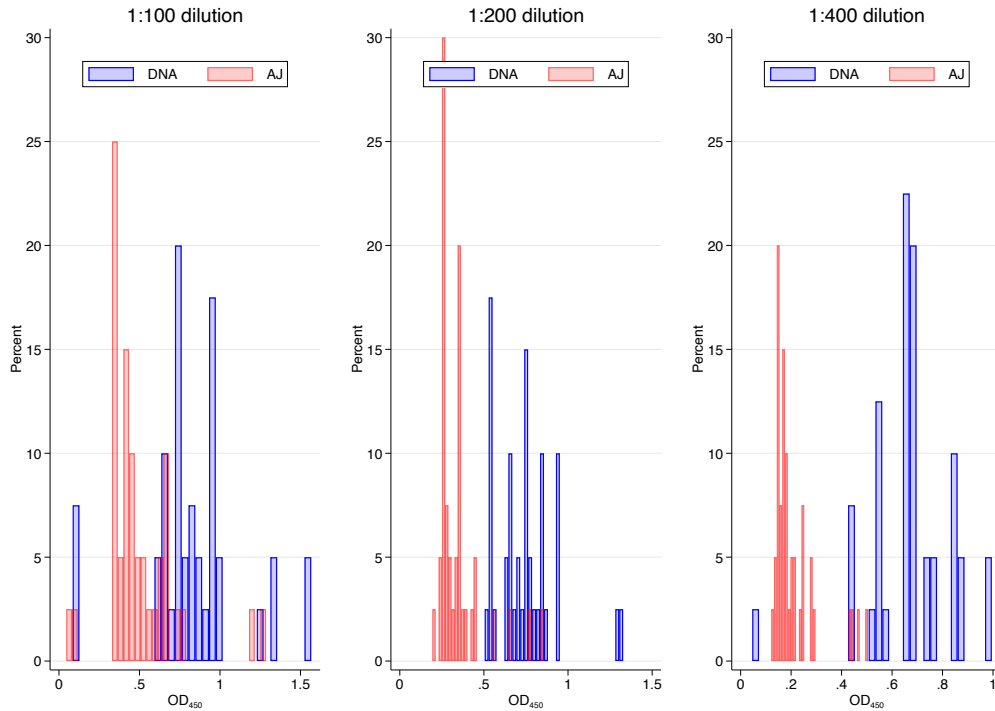 1:100 dilution
DNA AJ
30
25
20
15
10
5
0
Percent
0 .5 1 1.5
OD450
1:200 dilution
DNA AJ
30
25
20
15
10
5
0
Percent
0 .5 1 1.5
OD450
1:400 dilution
DNA AJ
30
25
20
15
10
5
0
Percent
0 .2 .4 .6 .8 1
OD450